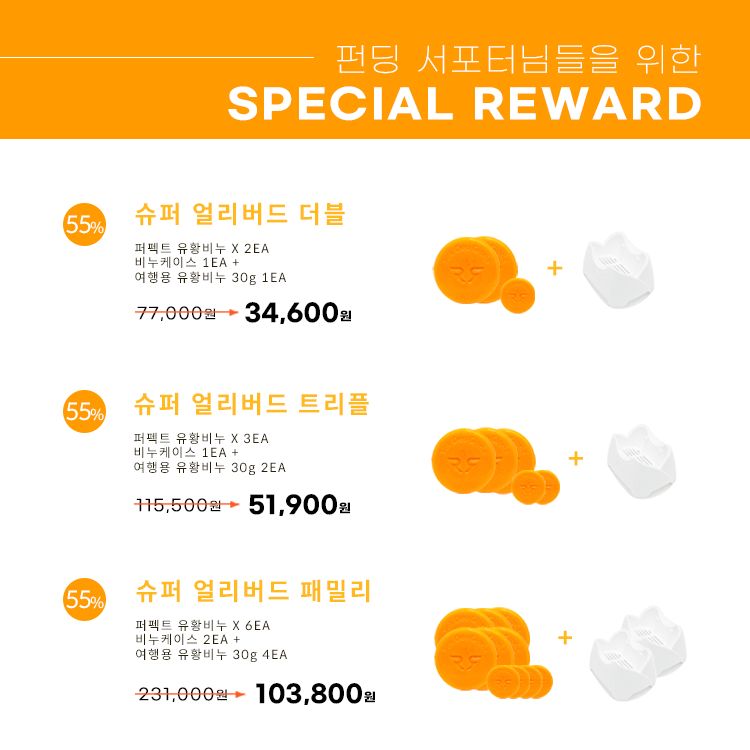 펀딩 서포터님들을 위한
SPECIAL REWARD
55%
슈퍼 얼리버드 더블
퍼펙트 유황비누 X 2EA
비누케이스 1EA +
여행용 유황비누 30g 1EA
77,000원 → 34,600원
+
55%
슈퍼 얼리버드 트리플
퍼펙트 유황비누 X 3EA
비누케이스 1EA +
여행용 유황비누 30g 2EA
115,500원 → 51,900원
+
55%
슈퍼 얼리버드 패밀리
퍼펙트 유황비누 X 6EA
비누케이스 2EA +
여행용 유황비누 30g 4EA
231,000원 → 103,800원
+